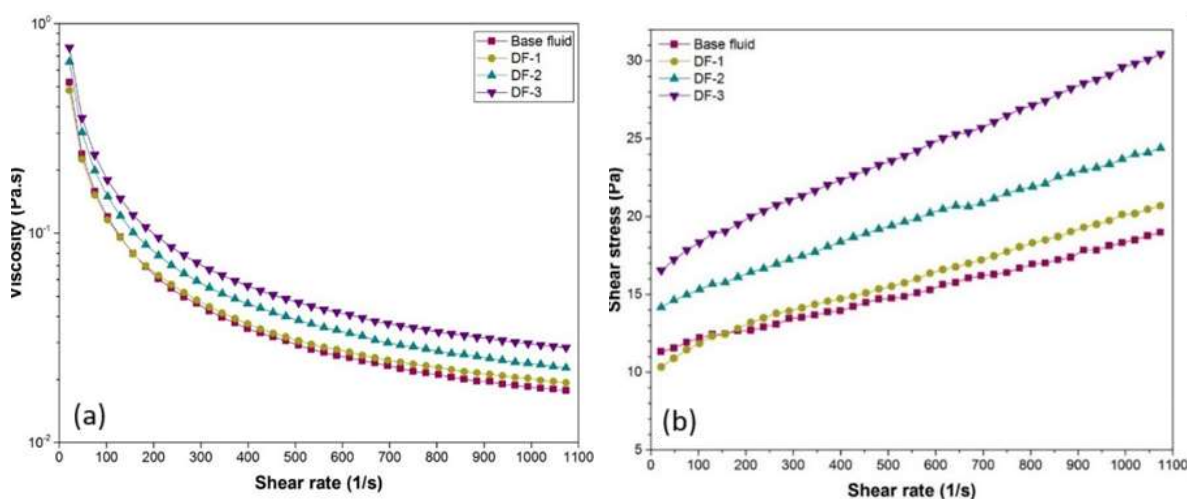 10⁰
10⁻¹
10⁻²
Viscosity (Pa.s)
Base fluid
DF-1
DF-2
DF-3
(a)
0 100 200 300 400 500 600 700 800 900 1000 1100
Shear rate (1/s)
30
25
20
15
10
5
Shear stress (Pa)
Base fluid
DF-1
DF-2
DF-3
(b)
0 100 200 300 400 500 600 700 800 900 1000 1100
Shear rate (1/s)